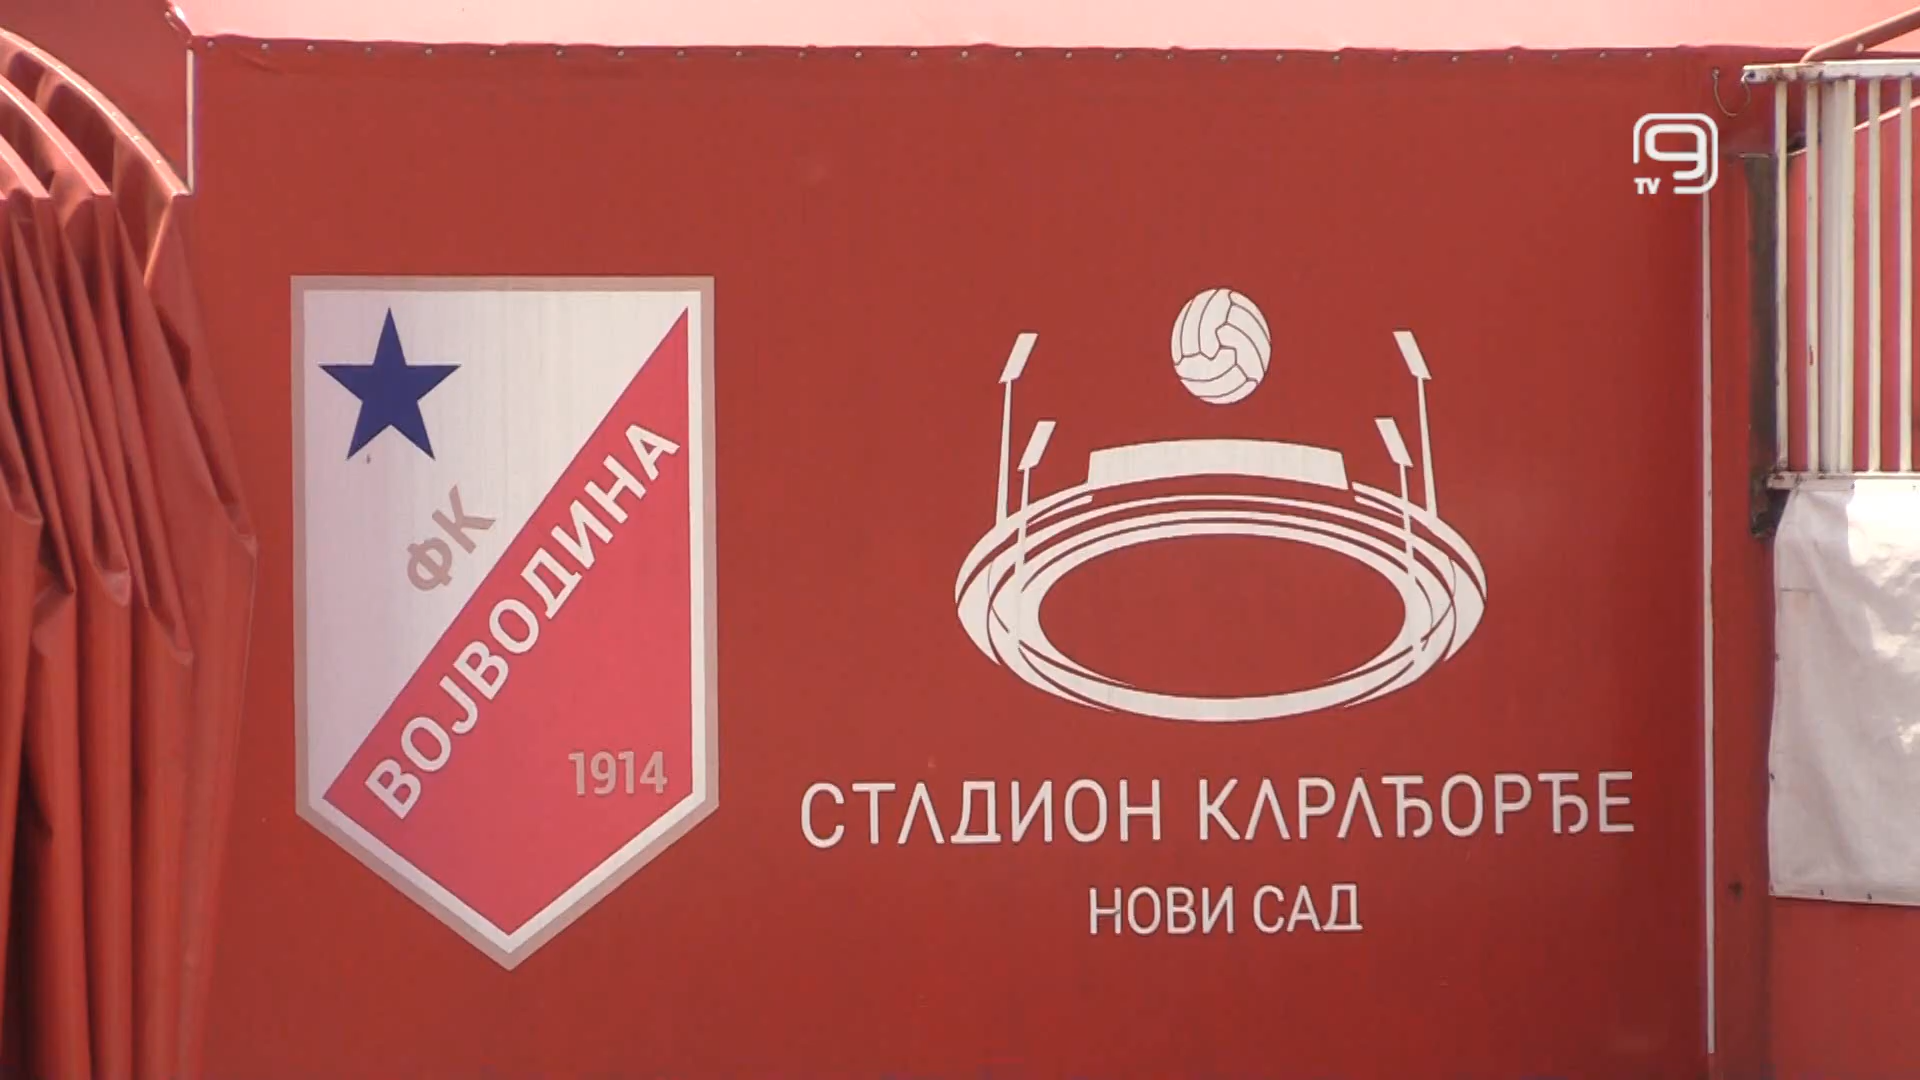 9
TV
ФК
ВОЈВОДИНА
1914
СТАДИОН КАРАЂОРЂЕ
НОВИ САД